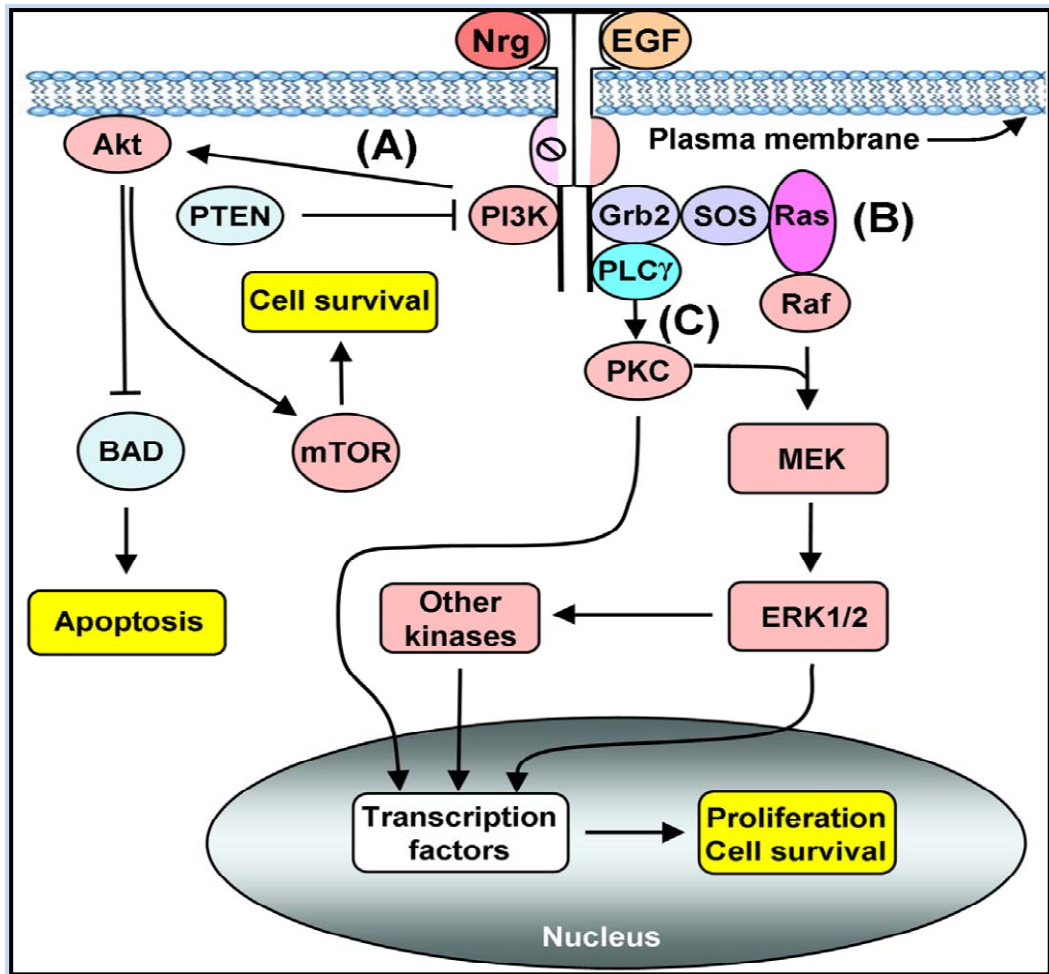 Nrg
EGF
Akt
(A)
Plasma membrane
PTEN
PI3K
Grb2
SOS
Ras
(B)
PLCγ
Cell survival
(C)
Raf
PKC
BAD
mTOR
MEK
Apoptosis
Other
kinases
ERK1/2
Transcription
factors
Proliferation
Cell survival
Nucleus